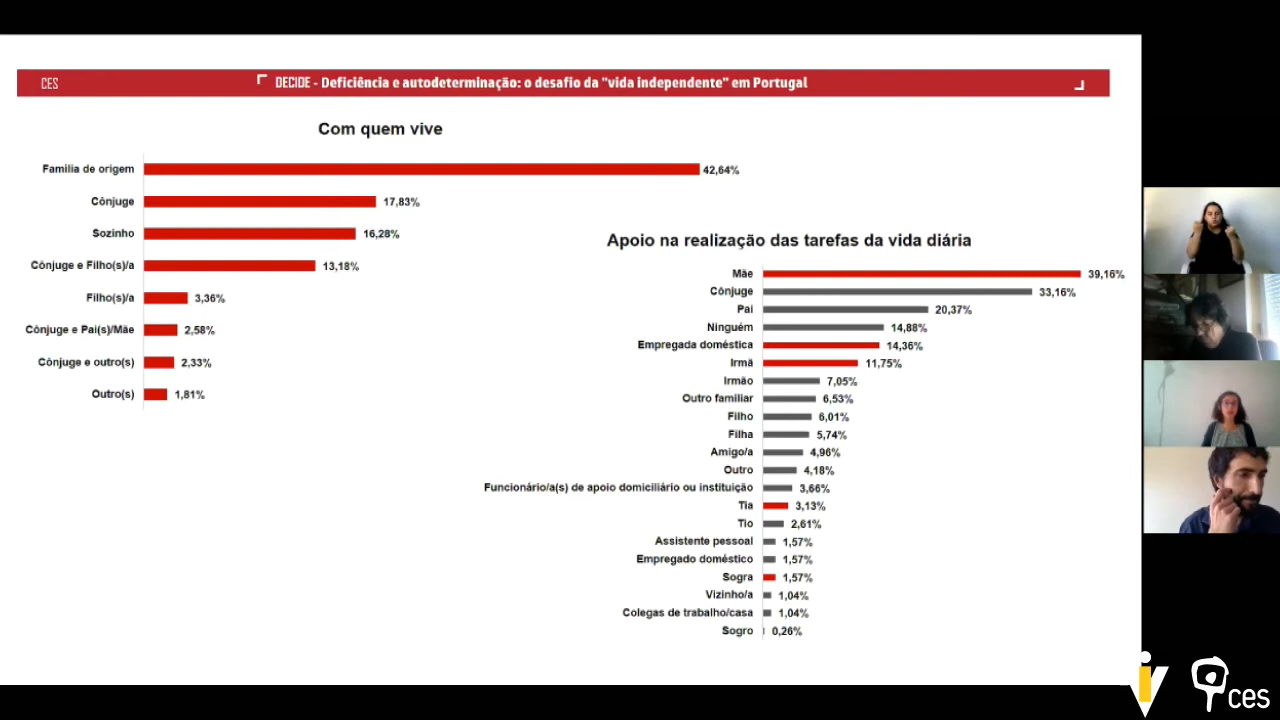 CES
DECIDE - Deficiência e autodeterminação: o desafio da "vida independente" em Portugal
Com quem vive
Família de origem 42,64%
Cônjuge 17,83%
Sozinho 16,28%
Cônjuge e Filho(s)/a 13,18%
Filho(s)/a 3,36%
Cônjuge e Pai(s)/Mãe 2,58%
Cônjuge e outro(s) 2,33%
Outro(s) 1,81%
Apoio na realização das tarefas da vida diária
Mãe 39,16%
Cônjuge 33,16%
Pai 20,37%
Ninguém 14,88%
Empregada doméstica 14,36%
Irmã 11,75%
Irmão 7,05%
Outro familiar 6,53%
Filho 6,01%
Filha 5,74%
Amigo/a 4,96%
Outro 4,18%
Funcionário/a(s) de apoio domiciliário ou instituição 3,66%
Tia 3,13%
Tio 2,61%
Assistente pessoal 1,57%
Empregado doméstico 1,57%
Sogra 1,57%
Vizinho/a 1,04%
Colegas de trabalho/casa 1,04%
Sogro 0,26%
ces